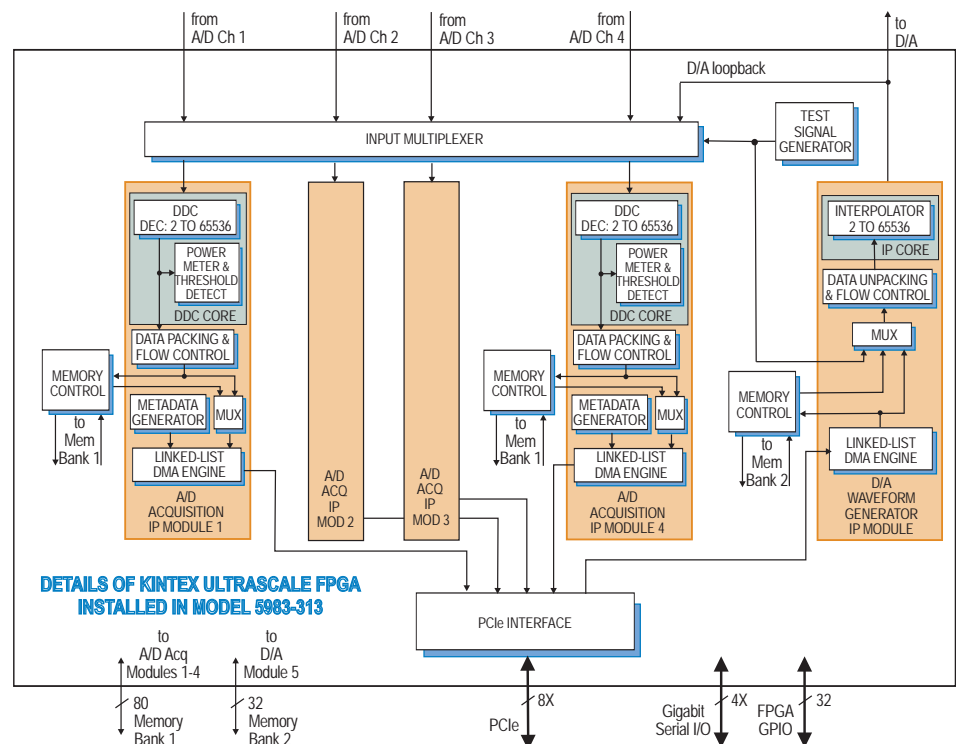 from
A/D Ch 1
from
A/D Ch 2
from
A/D Ch 3
from
A/D Ch 4
to
D/A
D/A loopback
INPUT MULTIPLEXER
TEST
SIGNAL
GENERATOR
DDC
DEC: 2 TO 65536
POWER
METER &
THRESHOLD
DETECT
DDC CORE
DATA PACKING &
FLOW CONTROL
MEMORY
CONTROL
to
Mem
Bank 1
METADATA
GENERATOR
MUX
LINKED-LIST
DMA ENGINE
A/D
ACQUISITION
IP MODULE 1
A/D
ACQ
IP
MOD 2
A/D
ACQ
IP
MOD 3
DDC
DEC: 2 TO 65536
POWER
METER &
THRESHOLD
DETECT
DDC CORE
DATA PACKING &
FLOW CONTROL
MEMORY
CONTROL
to
Mem
Bank 1
METADATA
GENERATOR
MUX
LINKED-LIST
DMA ENGINE
A/D
ACQUISITION
IP MODULE 4
INTERPOLATOR
2 TO 65536
IP CORE
DATA UNPACKING
& FLOW CONTROL
MUX
MEMORY
CONTROL
to
Mem
Bank 2
LINKED-LIST
DMA ENGINE
D/A
WAVEFORM
GENERATOR
IP MODULE
DETAILS OF KINTEX ULTRASCALE FPGA
INSTALLED IN MODEL 5983-313
PCIe INTERFACE
to
A/D Acq
Modules 1-4
to
D/A
Module 5
80
Memory
Bank 1
32
Memory
Bank 2
8X
PCIe
4X
Gigabit
Serial I/O
32
FPGA
GPIO